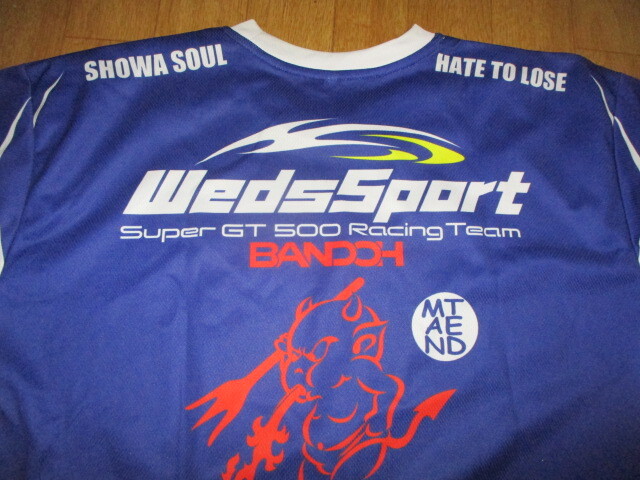 SHOWA SOUL
HATE TO LOSE
WedsSport
Super GT 500 Racing Team
BANDOH
MT
AE
ND